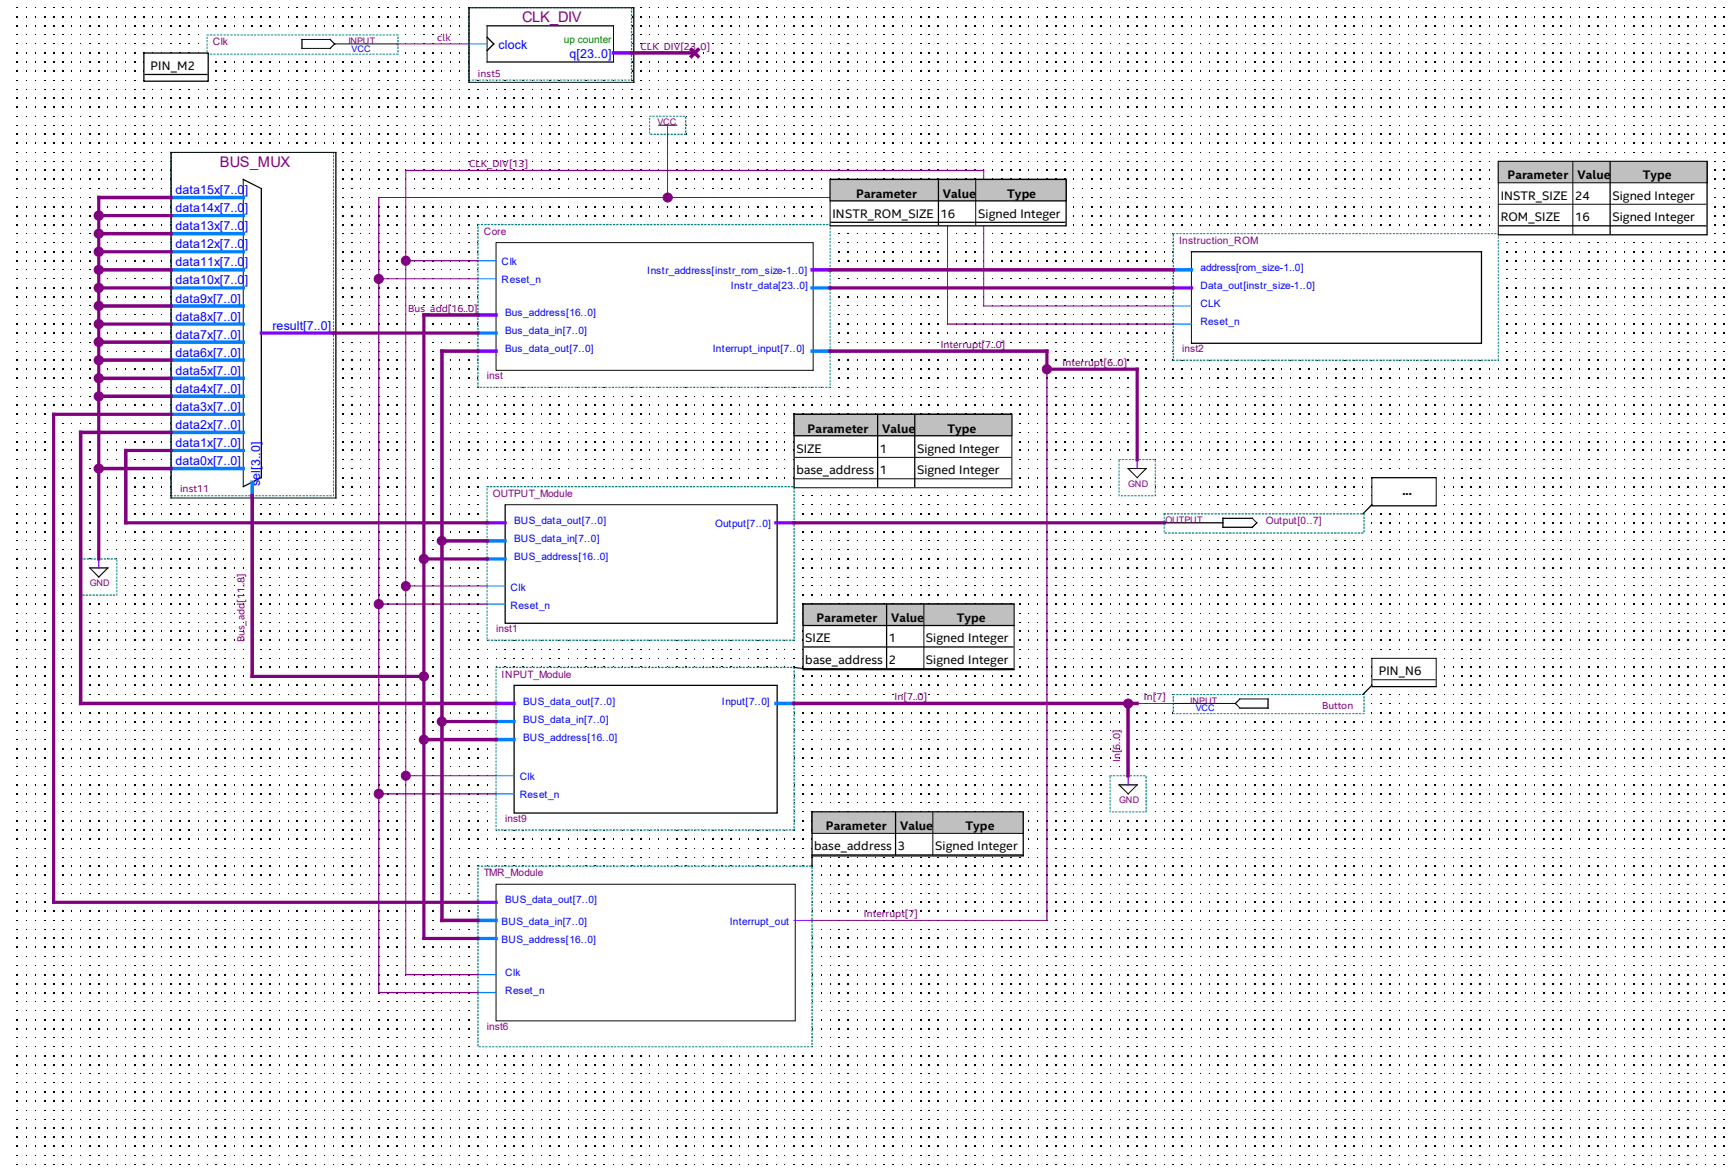 CLK_DIV
Clk
INPUT
VCC
clk
clock
up counter
q[23..0]
CLK_DIV[23..0]
inst5
PIN_M2
VCC
CLK_DIV[13]
BUS_MUX
data15x[7..0]
data14x[7..0]
data13x[7..0]
data12x[7..0]
data11x[7..0]
data10x[7..0]
data9x[7..0]
data8x[7..0]
data7x[7..0]
data6x[7..0]
data5x[7..0]
data4x[7..0]
data3x[7..0]
data2x[7..0]
data1x[7..0]
data0x[7..0]
sel[3..0]
result[7..0]
inst11
GND
Bus_add[11..8]
Parameter Value Type
INSTR_ROM_SIZE 16 Signed Integer
Parameter Value Type
INSTR_SIZE 24 Signed Integer
ROM_SIZE 16 Signed Integer
Core
Clk
Reset_n
Bus_add[16..0]
Bus_address[16..0]
Bus_data_in[7..0]
Bus_data_out[7..0]
Instr_address[instr_rom_size-1..0]
Instr_data[23..0]
Interrupt_input[7..0]
inst
Interrupt[7..0]
Interrupt[6..0]
GND
Instruction_ROM
address[rom_size-1..0]
Data_out[instr_size-1..0]
CLK
Reset_n
inst2
Parameter Value Type
SIZE 1 Signed Integer
base_address 1 Signed Integer
OUTPUT_Module
BUS_data_out[7..0]
BUS_data_in[7..0]
BUS_address[16..0]
Clk
Reset_n
Output[7..0]
inst1
...
OUTPUT
Output[0..7]
Parameter Value Type
SIZE 1 Signed Integer
base_address 2 Signed Integer
INPUT_Module
BUS_data_out[7..0]
BUS_data_in[7..0]
BUS_address[16..0]
Clk
Reset_n
Input[7..0]
inst9
In[7..0]
In[7]
In[6..0]
GND
PIN_N6
INPUT
VCC
Button
Parameter Value Type
base_address 3 Signed Integer
TMR_Module
BUS_data_out[7..0]
BUS_data_in[7..0]
BUS_address[16..0]
Clk
Reset_n
Interrupt_out
Interrupt[7]
inst6